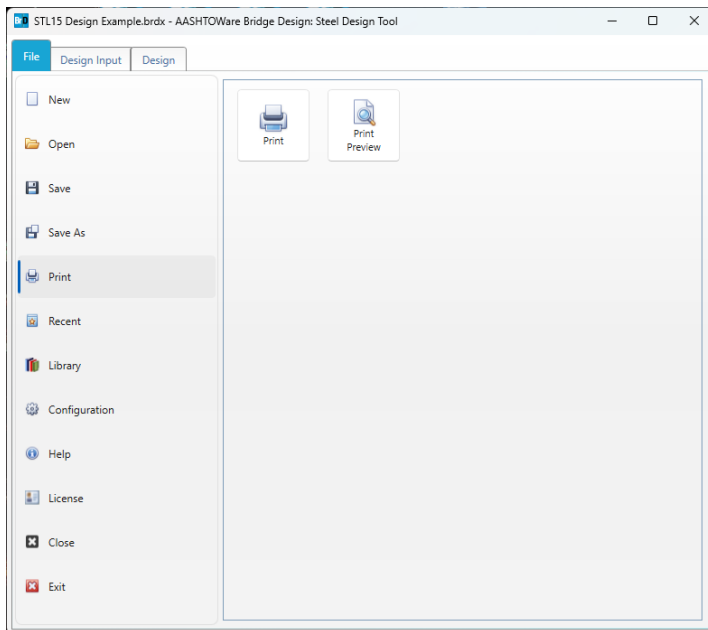 BrD STL15 Design Example.brdx - AASHTOWare Bridge Design: Steel Design Tool
File Design Input Design
New
Open
Save
Save As
Print
Recent
Library
Configuration
Help
License
Close
Exit
Print
Print
Preview